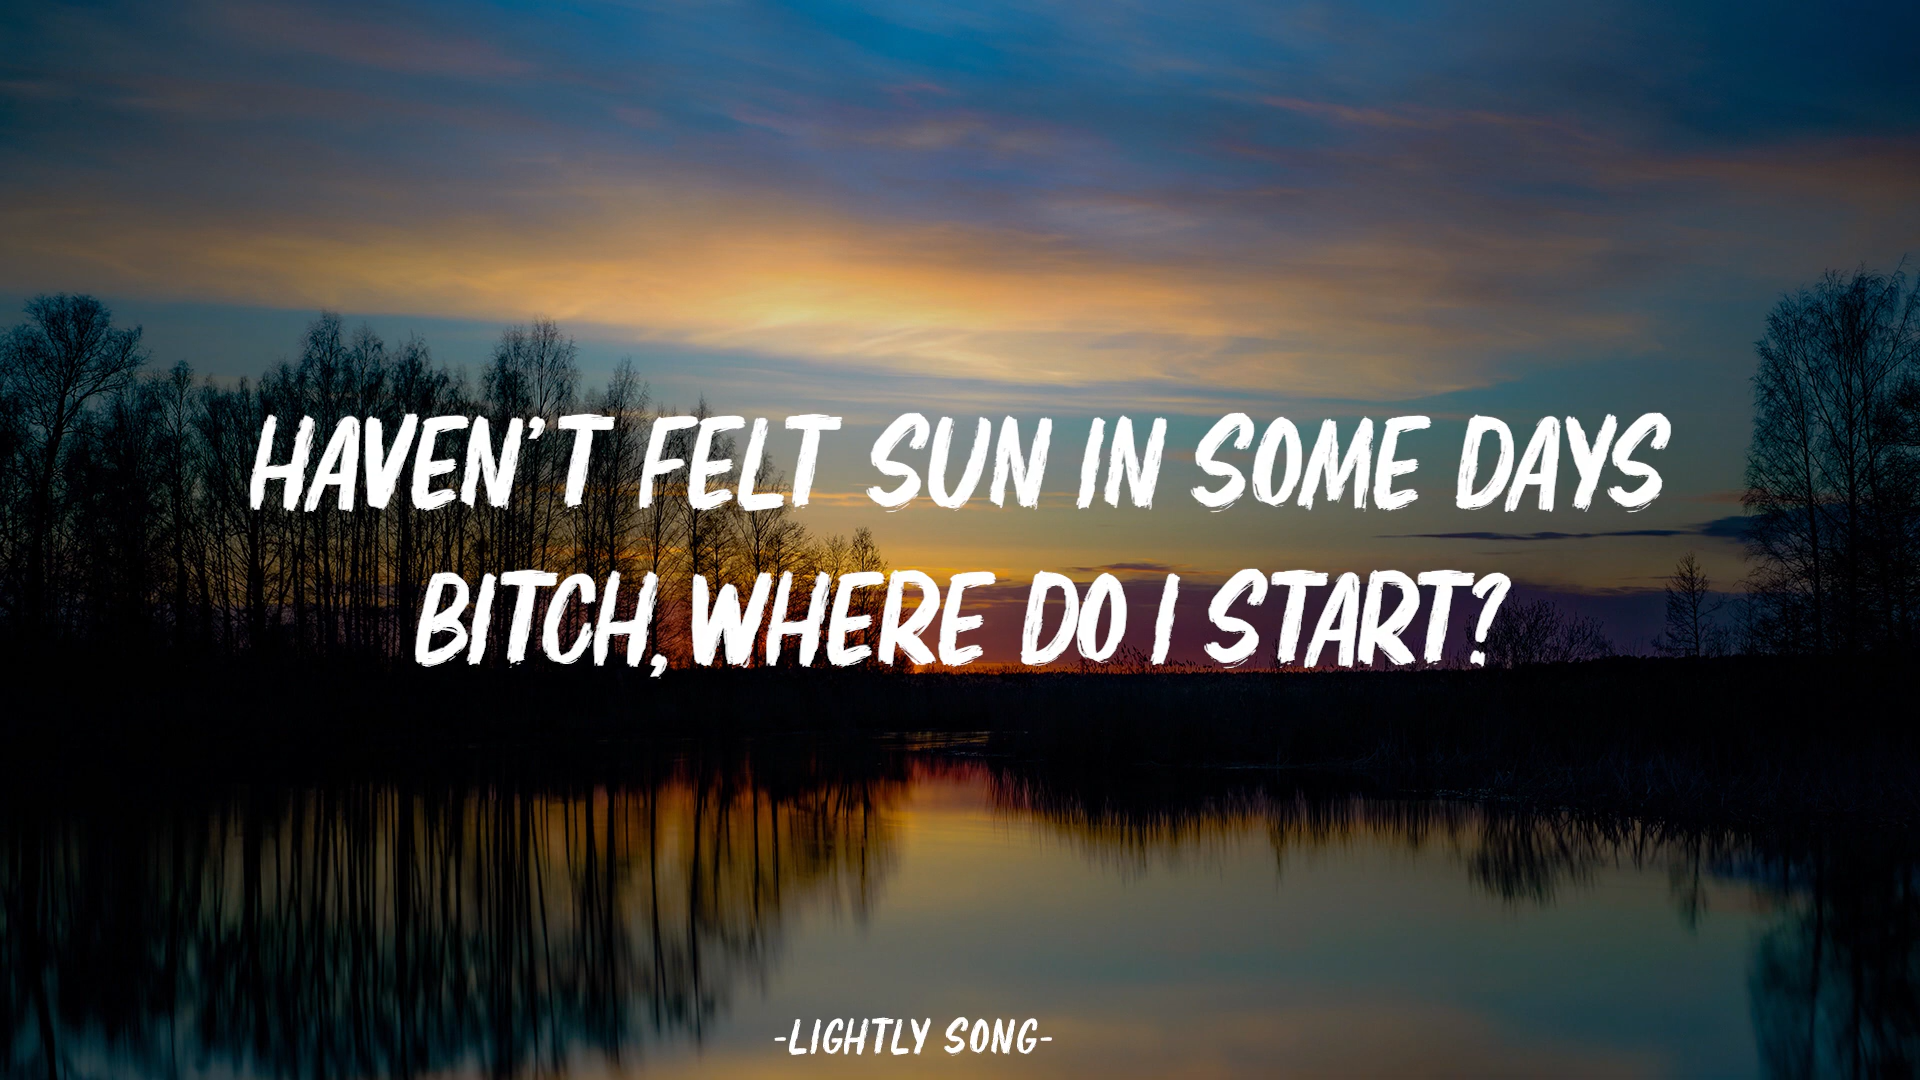 HAVEN'T FELT SUN IN SOME DAYS
BITCH, WHERE DO I START?
-LIGHTLY SONG-